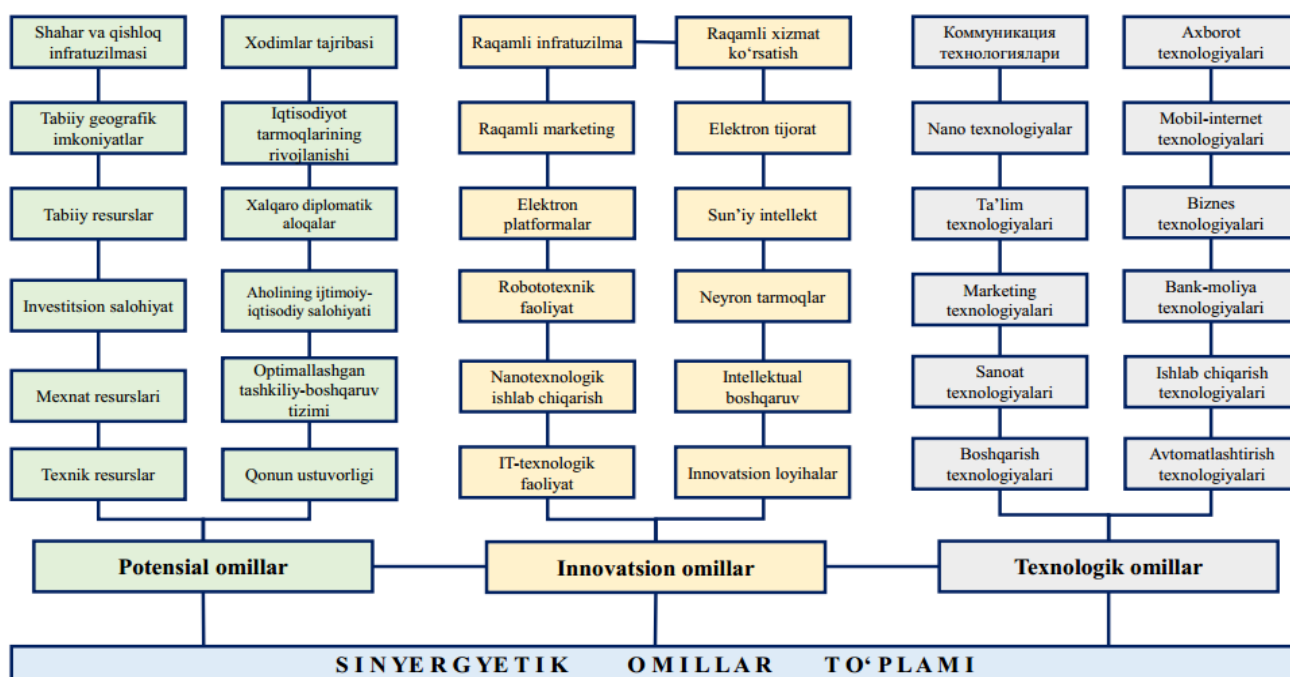 Shahar va qishloq
infratuzilmasi
Xodimlar tajribasi
Raqamli infratuzilma
Raqamli xizmat
ko‘rsatish
Коммуникация
технологиялари
Axborot
texnologiyalari
Tabiiy geografik
imkoniyatlar
Iqtisodiyot
tarmoqlarining
rivojlanishi
Raqamli marketing
Elektron tijorat
Nano texnologiyalar
Mobil-internet
texnologiyalari
Tabiiy resurslar
Xalqaro diplomatik
aloqalar
Elektron
platformalar
Sun’iy intellekt
Ta’lim
texnologiyalari
Biznes
texnologiyalari
Investitsion salohiyat
Aholining ijtimoiy-
iqtisodiy salohiyati
Robototexnik
faoliyat
Neyron tarmoqlar
Marketing
texnologiyalari
Bank-moliya
texnologiyalari
Mexnat resurslari
Optimallashgan
tashkiliy-boshqaruv
tizimi
Nanotexnologik
ishlab chiqarish
Intellektual
boshqaruv
Sanoat
texnologiyalari
Ishlab chiqarish
texnologiyalari
Texnik resurslar
Qonun ustuvorligi
IT-texnologik
faoliyat
Innovatsion loyihalar
Boshqarish
texnologiyalari
Avtomatlashtirish
texnologiyalari
Potensial omillar
Innovatsion omillar
Texnologik omillar
SINYERGYETIK OMILLAR TO‘PLAMI